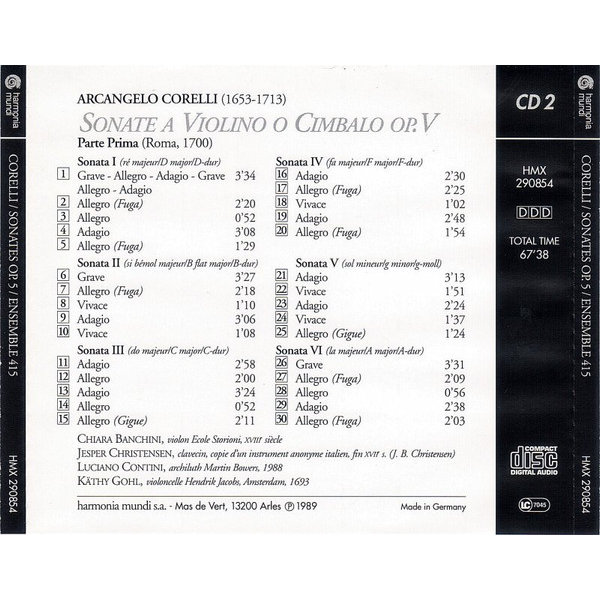 harmonia
mundi
CORELLI / SONATES OP. 5 / ENSEMBLE 415
HMX 290854
ARCANGELO CORELLI (1653-1713)
SONATE A VIOLINO O CIMBALO OP. V
Parte Prima (Roma, 1700)
Sonata I (ré majeur/D major/D-dur)
1 Grave - Allegro - Adagio - Grave 3'34
Allegro - Adagio
2 Allegro (Fuga) 2'20
3 Allegro 0'52
4 Adagio 3'08
5 Allegro 1'29
Sonata II (si bémol majeur/B flat major/B-dur)
6 Grave 3'27
7 Allegro (Fuga) 2'18
8 Vivace 1'10
9 Adagio 3'06
10 Vivace 1'08
Sonata III (do majeur/C major/C-dur)
11 Adagio 2'58
12 Allegro 2'00
13 Adagio 3'24
14 Allegro 0'52
15 Allegro (Gigue) 2'11
Sonata IV (fa majeur/F major/F-dur)
16 Adagio 2'30
17 Allegro (Fuga) 2'25
18 Vivace 1'02
19 Adagio 2'48
20 Allegro 1'54
Sonata V (sol mineur/g minor/g-moll)
21 Adagio 3'13
22 Vivace 1'51
23 Adagio 2'24
24 Vivace 1'37
25 Allegro (Gigue) 1'24
Sonata VI (la majeur/A major/A-dur)
26 Grave 3'31
27 Allegro (Fuga) 2'09
28 Allegro 0'56
29 Adagio 2'38
30 Allegro (Fuga) 2'03
CHIARA BANCHINI, violon Ecole Storioni, XVIIIe siècle
JESPER CHRISTENSEN, clavecin, copie d'un instrument anonyme italien, fin XVIIe s. (J. B. Christensen)
LUCIANO CONTINI, archiluth Martin Bowers, 1988
KÄTHY GOHL, violoncelle Hendrik Jacobs, Amsterdam, 1693
harmonia mundi s.a. - Mas de Vert, 13200 Arles Ⓟ 1989
Made in Germany
CD 2
HMX
290854
DDD
TOTAL TIME
67'38
COMPACT
disc
DIGITAL AUDIO
LC 7045
harmonia
mundi
CORELLI / SONATES OP. 5 / ENSEMBLE 415
HMX 290854